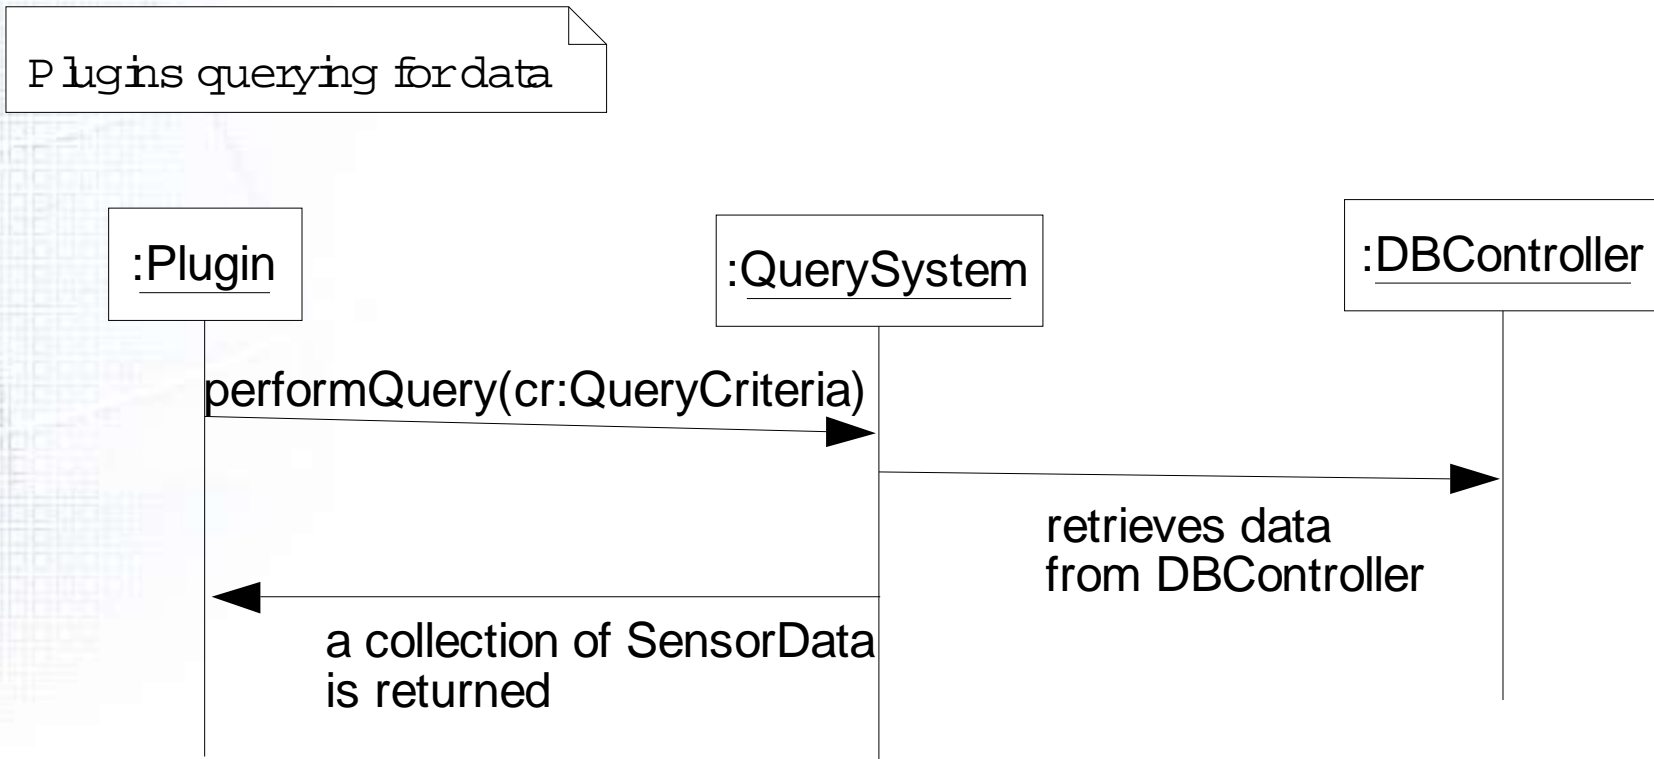 Plugins querying for data
:Plugin
:QuerySystem
:DBController
performQuery(cr:QueryCriteria)
retrieves data
from DBController
a collection of SensorData
is returned